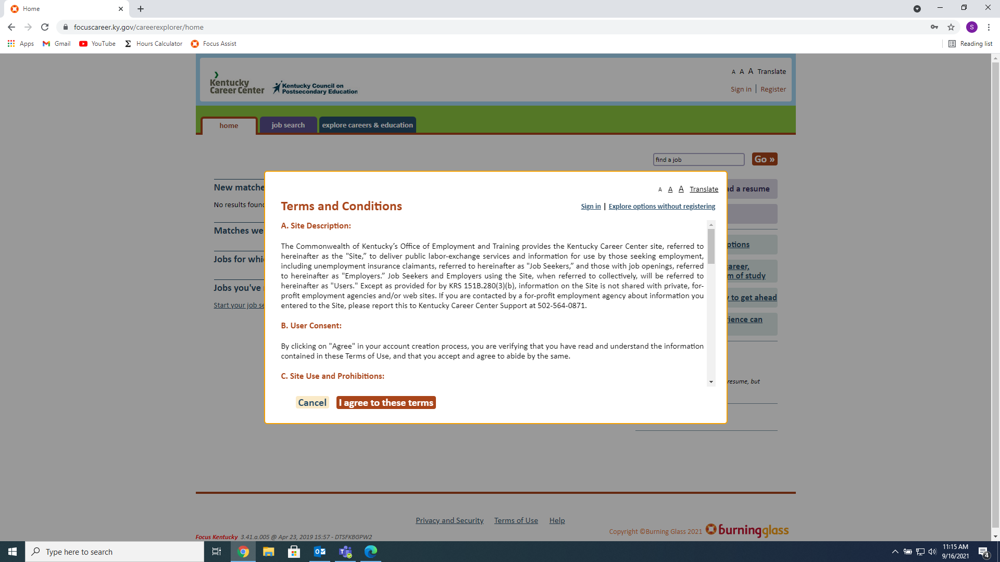 Home
focuscareer.ky.gov/careerexplorer/home
S
Apps Gmail YouTube Hours Calculator Focus Assist Reading list
A A A Translate
Kentucky
Career Center
Kentucky Council on
Postsecondary Education
Sign in | Register
home job search explore careers & education
find a job Go »
New matche
d a resume
No results found
Matches we
Jobs for whi
ptions
areer,
m of study
Jobs you've
to get ahead
Start your job se
ience can
resume, but
A A A Translate
Terms and Conditions
Sign in | Explore options without registering
A. Site Description:
The Commonwealth of Kentucky’s Office of Employment and Training provides the Kentucky Career Center site, referred to
hereinafter as the "Site,” to deliver public labor-exchange services and information for use by those seeking employment,
including unemployment insurance claimants, referred to hereinafter as "Job Seekers,” and those with job openings, referred
to hereinafter as "Employers.” Job Seekers and Employers using the Site, when referred to collectively, will be referred to
hereinafter as "Users." Except as provided for by KRS 151B.280(3)(b), information on the Site is not shared with private, for-
profit employment agencies and/or web sites. If you are contacted by a for-profit employment agency about information you
entered to the Site, please report this to Kentucky Career Center Support at 502-564-0871.
B. User Consent:
By clicking on "Agree" in your account creation process, you are verifying that you have read and understand the information
contained in these Terms of Use, and that you accept and agree to abide by the same.
C. Site Use and Prohibitions:
Cancel I agree to these terms
Privacy and Security Terms of Use Help
Focus Kentucky 3.41.a.005 @ Apr 23, 2019 15:57 - DTSFKBGPW2
Copyright ©Burning Glass 2021 burningglass
Type here to search
11:15 AM
9/16/2021
4